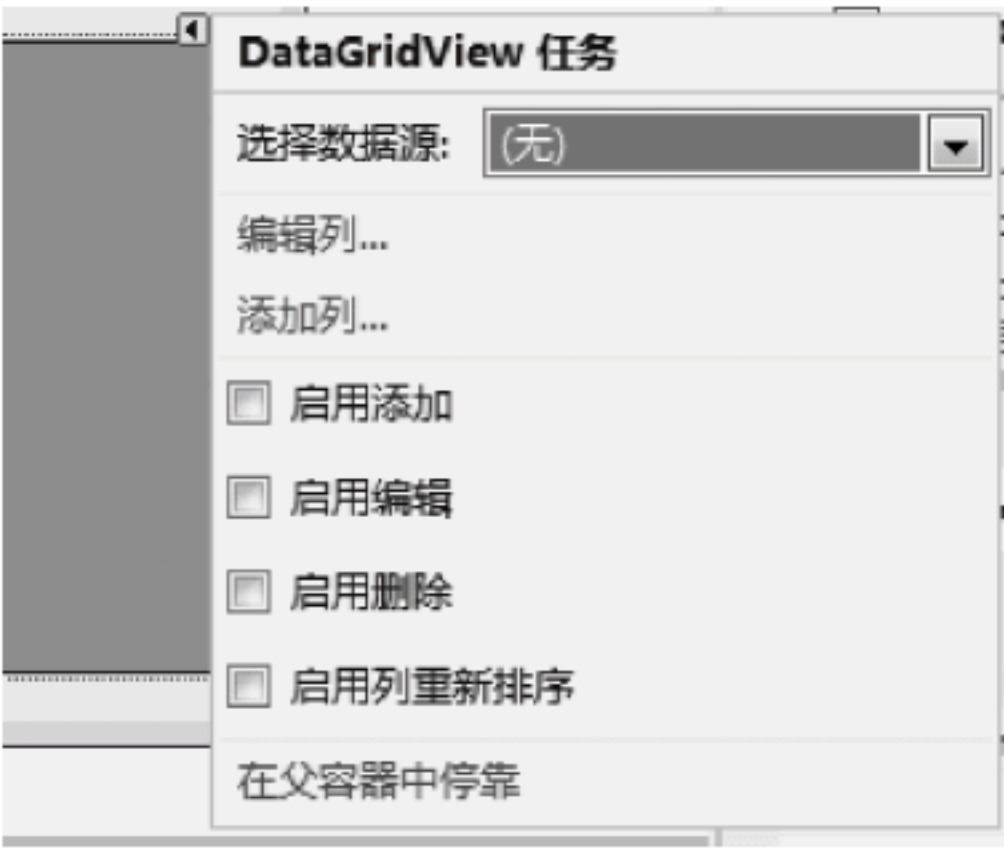 DataGridView 任务
选择数据源: (无)
编辑列...
添加列...
启用添加
启用编辑
启用删除
启用列重新排序
在父容器中停靠